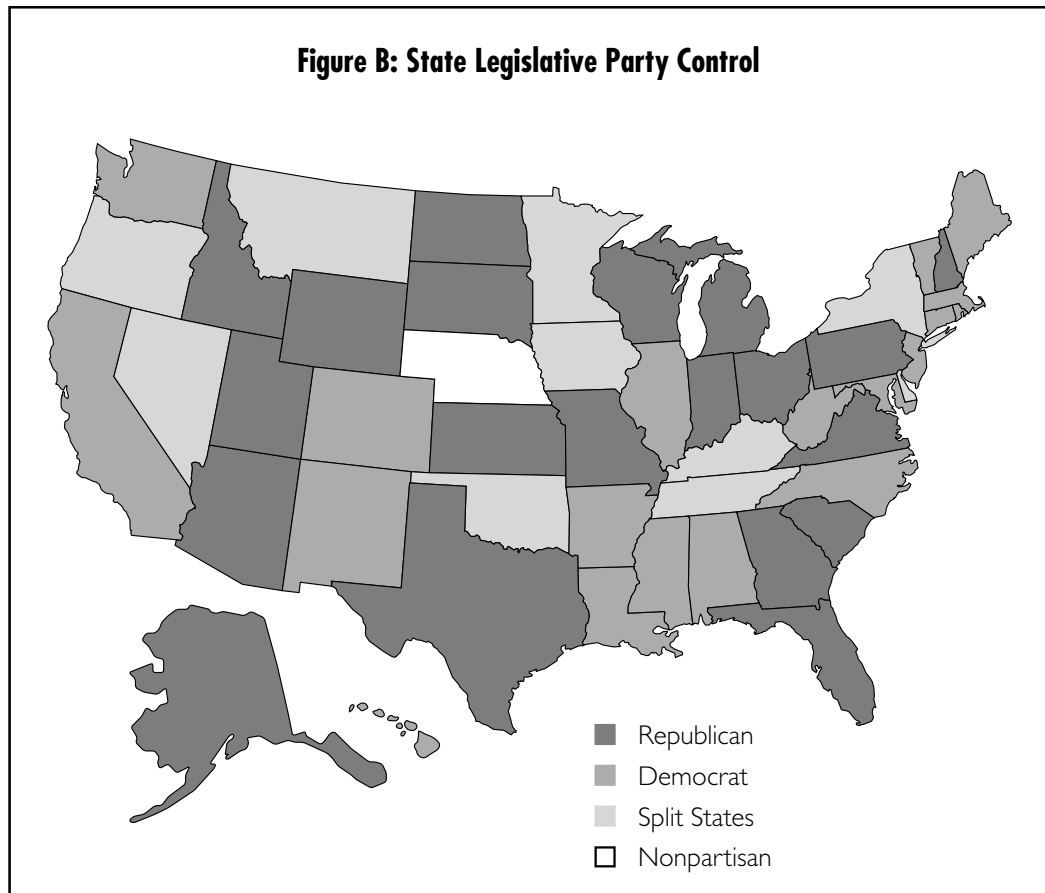 Figure B: State Legislative Party Control
Republican
Democrat
Split States
Nonpartisan